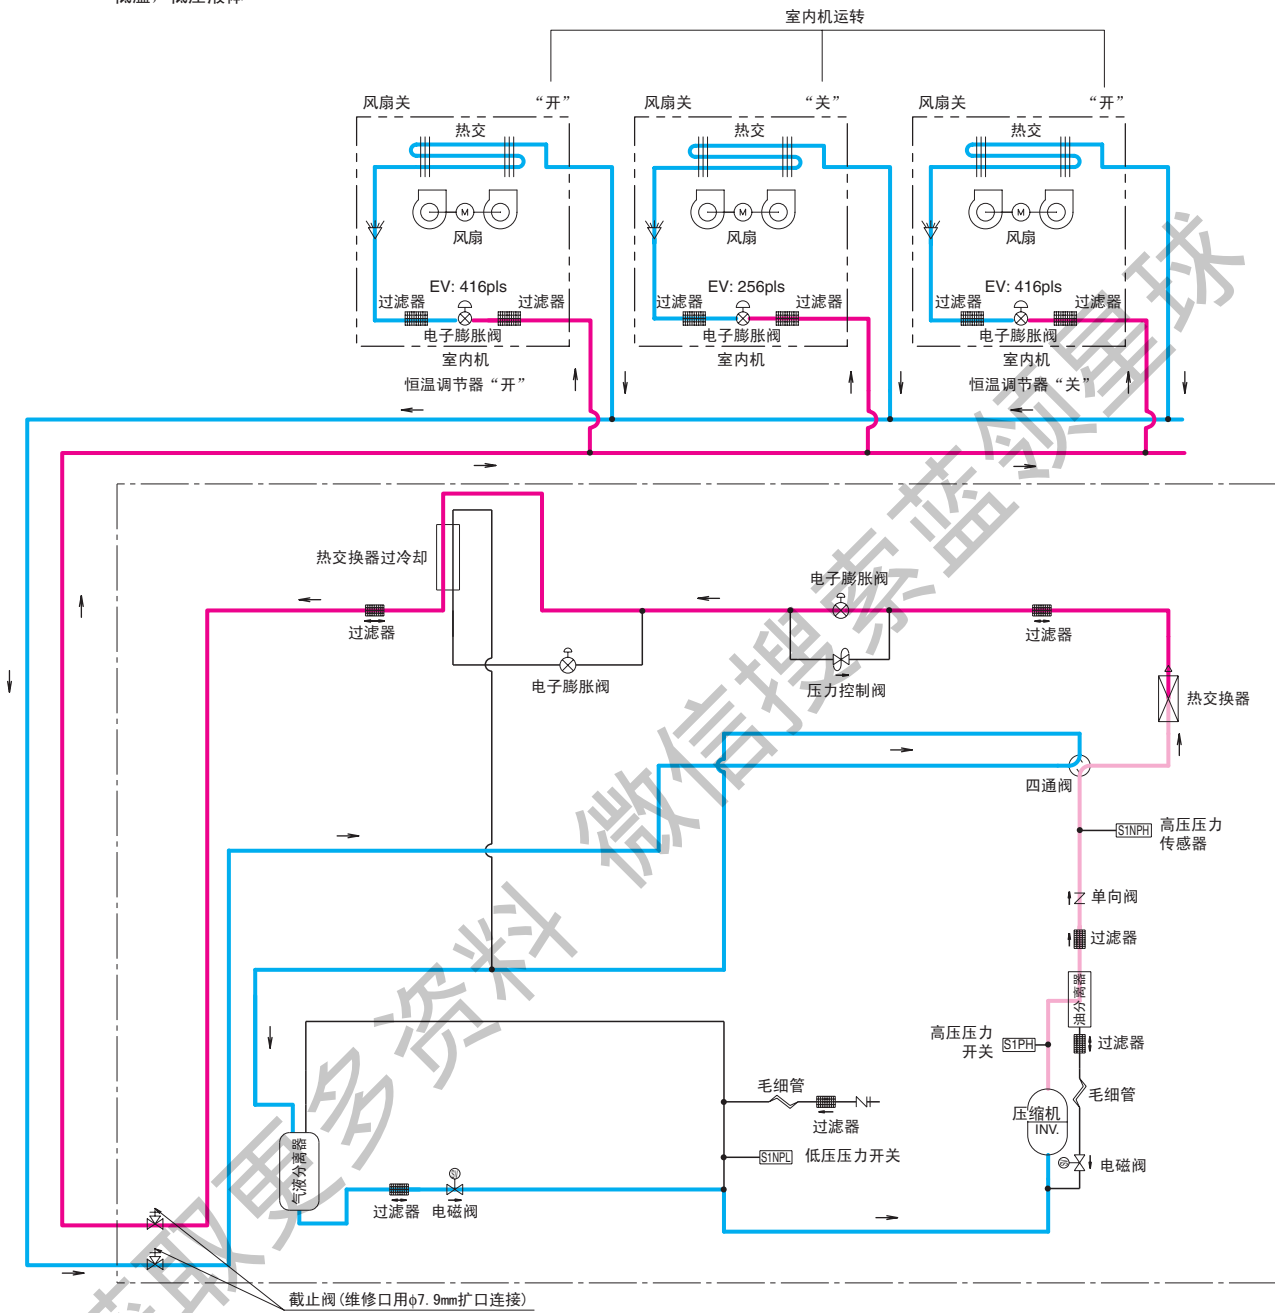 室内机运转
风扇关 “开” 风扇关 “关” 风扇关 “开”
热交 热交 热交
M M M
风扇 风扇 风扇
EV: 416pls EV: 256pls EV: 416pls
过滤器 过滤器 过滤器 过滤器 过滤器 过滤器
电子膨胀阀 电子膨胀阀 电子膨胀阀
室内机 室内机 室内机
恒温调节器“开” 恒温调节器“关”
热交换器过冷却
电子膨胀阀
过滤器 过滤器
电子膨胀阀 压力控制阀
热交换器
四通阀
S1NPH 高压压力
传感器
单向阀
过滤器
油分离器
高压压力
开关 S1PH 过滤器
毛细管 毛细管
压缩机
INV.
过滤器
S1NPL 低压压力开关 电磁阀
气液分离器
过滤器 电磁阀
截止阀(维修口用φ7.9mm扩口连接)
获取更多资料 微信搜索蓝领星球